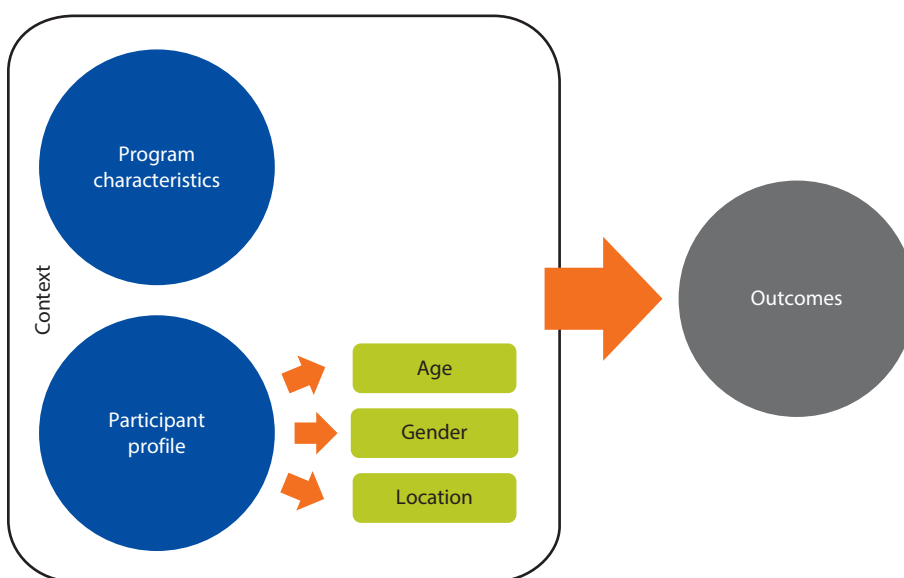 Program
characteristics
Context
Participant
profile
Age
Gender
Location
Outcomes